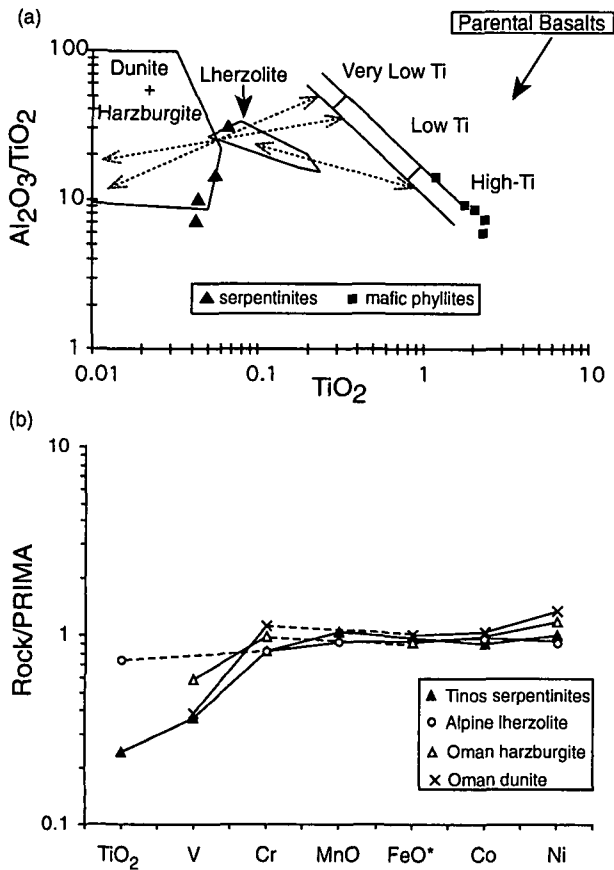 (a)
Parental Basalts
100
10
1
Al₂O₃/TiO₂
Dunite
+
Harzburgite
Lherzolite
Very Low Ti
Low Ti
High-Ti
▲ serpentinites ■ mafic phyllites
0.01 0.1 1 10
TiO₂
(b)
10
1
0.1
Rock/PRIMA
Tinos serpentinites
Alpine lherzolite
Oman harzburgite
Oman dunite
TiO₂ V Cr MnO FeO* Co Ni